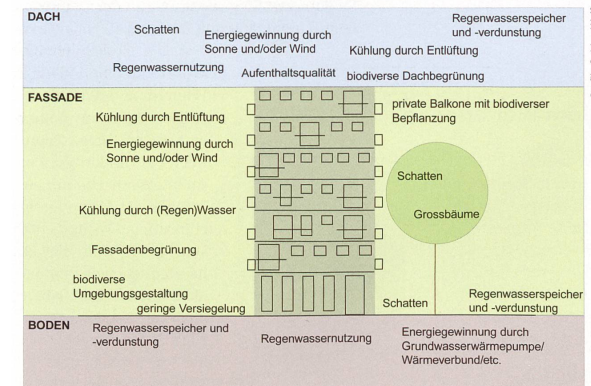 DACH
Schatten
Energiegewinnung durch
Sonne und/oder Wind
Regenwasserspeicher
und -verdunstung
Kühlung durch Entlüftung
Regenwassernutzung
Aufenthaltsqualität
biodiverse Dachbegrünung
FASSADE
Kühlung durch Entlüftung
private Balkone mit biodiverser
Bepflanzung
Energiegewinnung durch
Sonne und/oder Wind
Schatten
Kühlung durch (Regen)Wasser
Grossbäume
Fassadenbegrünung
biodiverse
Umgebungsgestaltung
geringe Versiegelung
Schatten
Regenwasserspeicher
und -verdunstung
BODEN
Regenwasserspeicher und
-verdunstung
Regenwassernutzung
Energiegewinnung durch
Grundwasserwärmepumpe/
Wärmeverbund/etc.